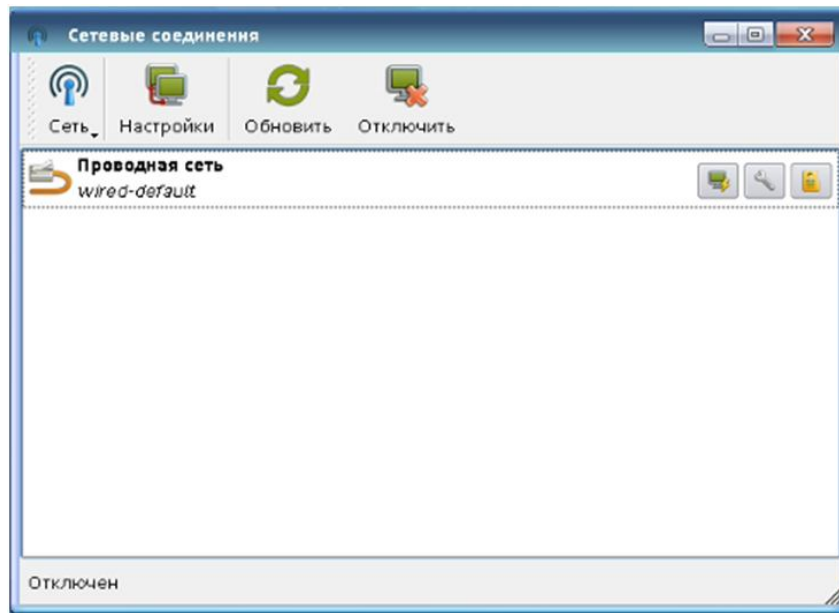 Сетевые соединения
Сеть Настройки Обновить Отключить
Проводная сеть
wired-default
Отключен